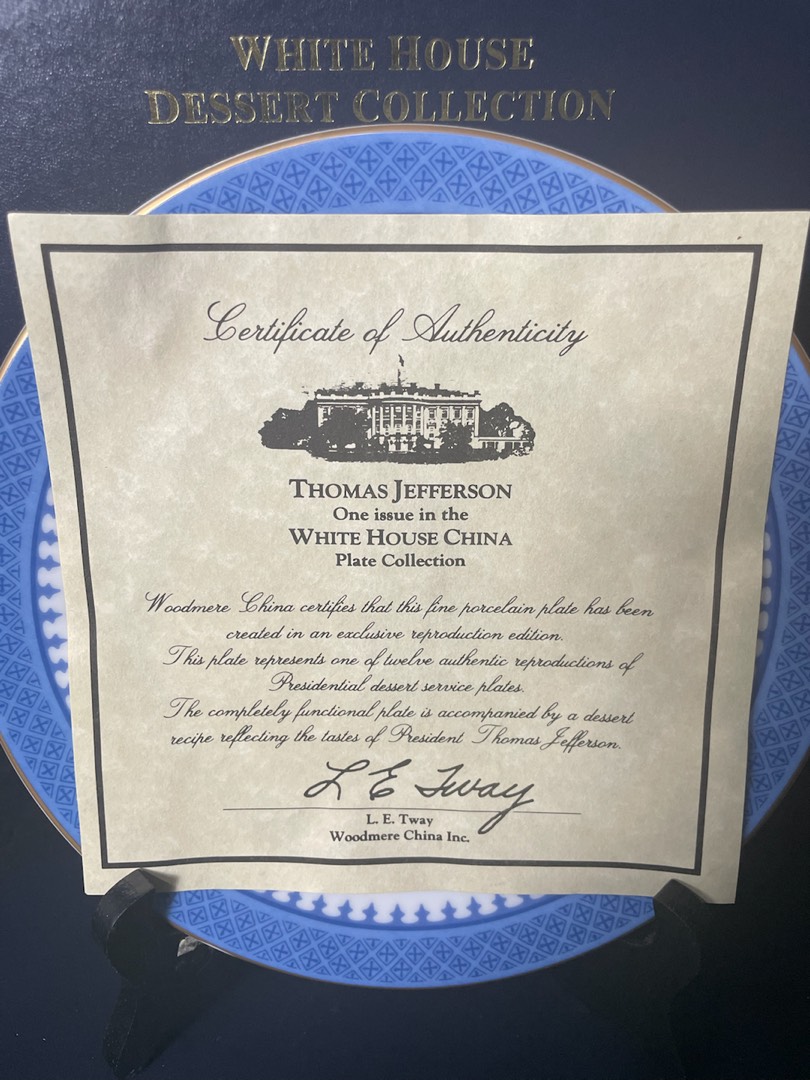 WHITE HOUSE
DESSERT COLLECTION
Certificate of Authenticity
THOMAS JEFFERSON
One issue in the
WHITE HOUSE CHINA
Plate Collection
Woodmere China certifies that this fine porcelain plate has been
created in an exclusive reproduction edition.
This plate represents one of twelve authentic reproductions of
Presidential dessert service plates.
The completely functional plate is accompanied by a dessert
recipe reflecting the tastes of President Thomas Jefferson.
L E Tway
L. E. Tway
Woodmere China Inc.